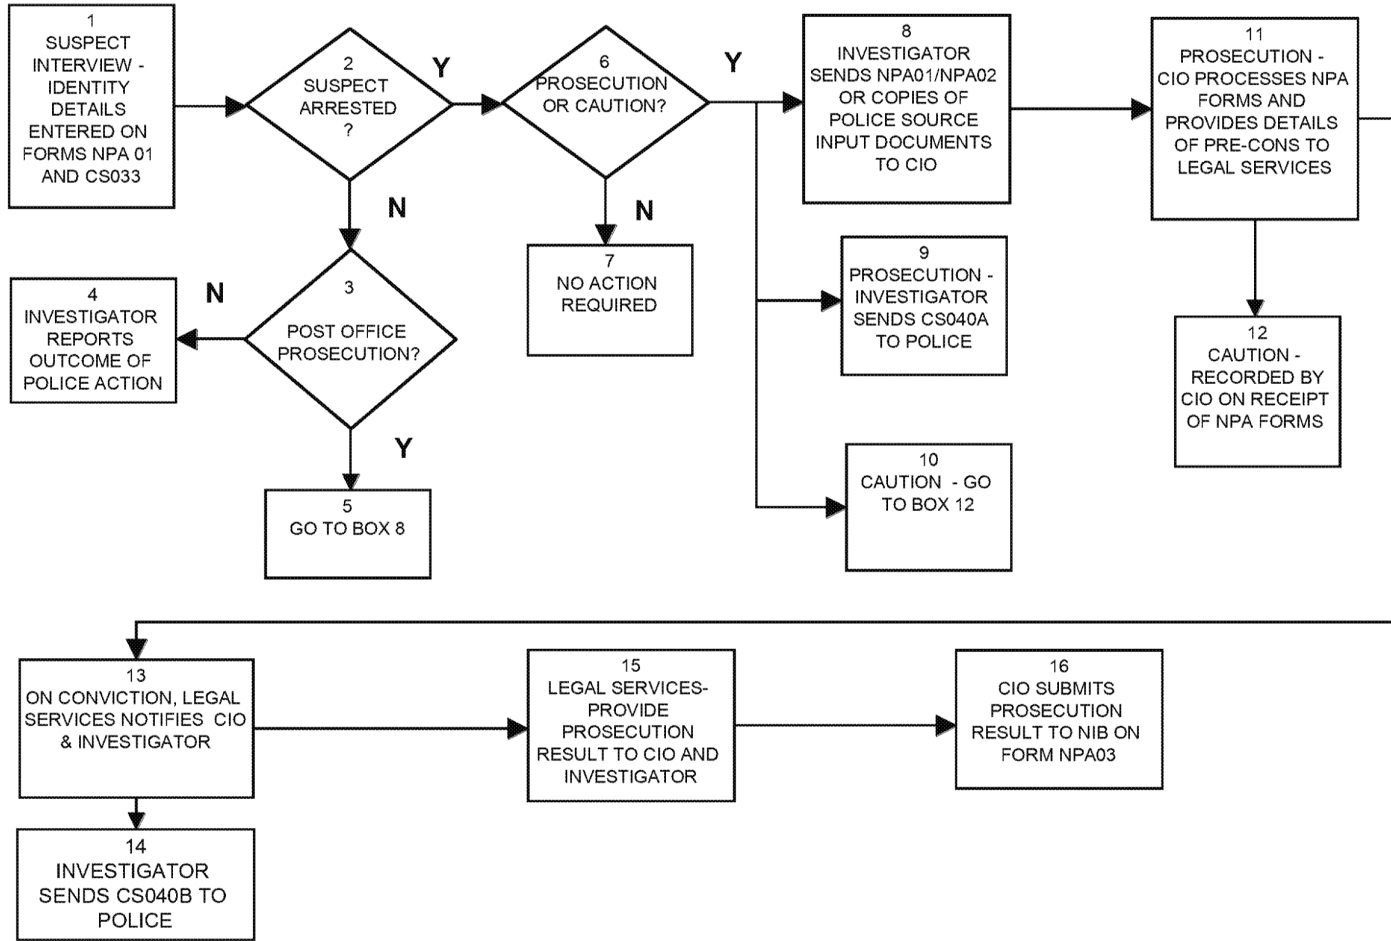 1
SUSPECT
INTERVIEW -
IDENTITY
DETAILS
ENTERED ON
FORMS NPA 01
AND CS033
2
SUSPECT
ARRESTED
?
Y
N
3
POST OFFICE
PROSECUTION?
N
Y
4
INVESTIGATOR
REPORTS
OUTCOME OF
POLICE ACTION
5
GO TO BOX 8
6
PROSECUTION
OR CAUTION?
Y
N
7
NO ACTION
REQUIRED
8
INVESTIGATOR
SENDS NPA01/NPA02
OR COPIES OF
POLICE SOURCE
INPUT DOCUMENTS
TO CIO
9
PROSECUTION -
INVESTIGATOR
SENDS CS040A
TO POLICE
10
CAUTION - GO
TO BOX 12
11
PROSECUTION -
CIO PROCESSES NPA
FORMS AND
PROVIDES DETAILS
OF PRE-CONS TO
LEGAL SERVICES
12
CAUTION -
RECORDED BY
CIO ON RECEIPT
OF NPA FORMS
13
ON CONVICTION, LEGAL
SERVICES NOTIFIES CIO
& INVESTIGATOR
14
INVESTIGATOR
SENDS CS040B TO
POLICE
15
LEGAL SERVICES-
PROVIDE
PROSECUTION
RESULT TO CIO AND
INVESTIGATOR
16
CIO SUBMITS
PROSECUTION
RESULT TO NIB ON
FORM NPA03